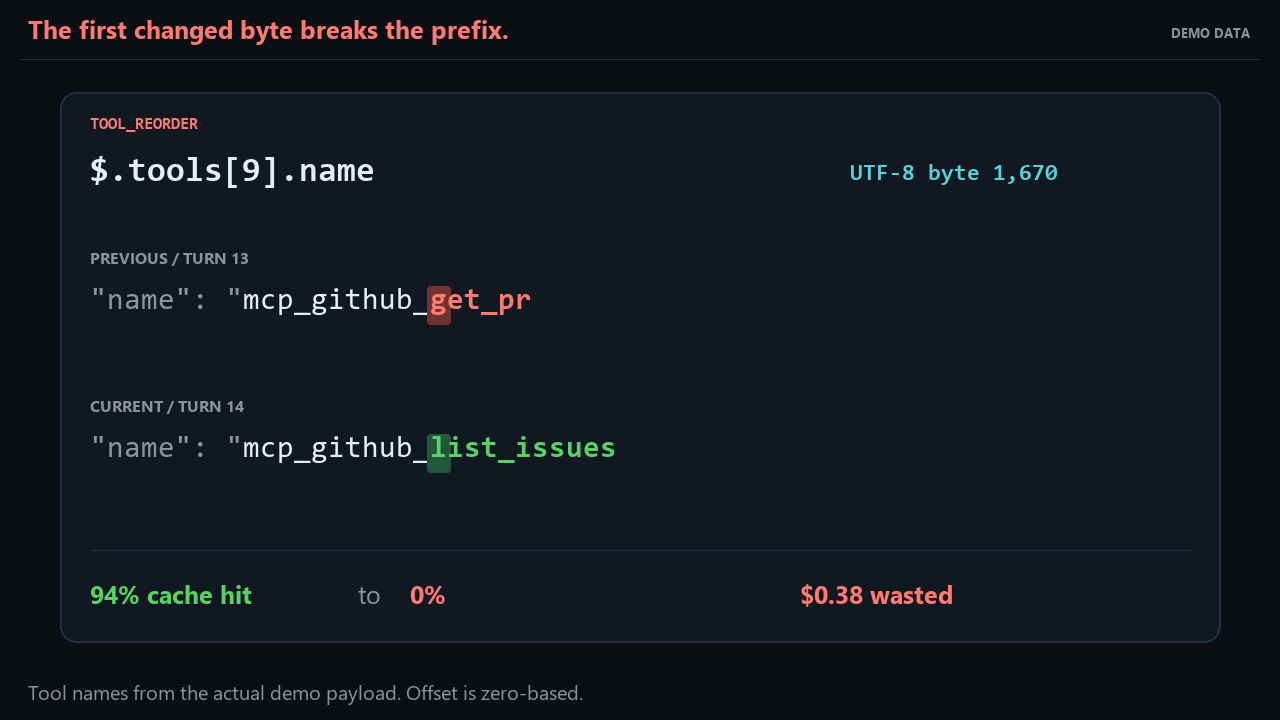 The first changed byte breaks the prefix.
DEMO DATA
TOOL_REORDER
$.tools[9].name
UTF-8 byte 1,670
PREVIOUS / TURN 13
"name": "mcp_github_get_pr
CURRENT / TURN 14
"name": "mcp_github_list_issues
94% cache hit to 0%
$0.38 wasted
Tool names from the actual demo payload. Offset is zero-based.